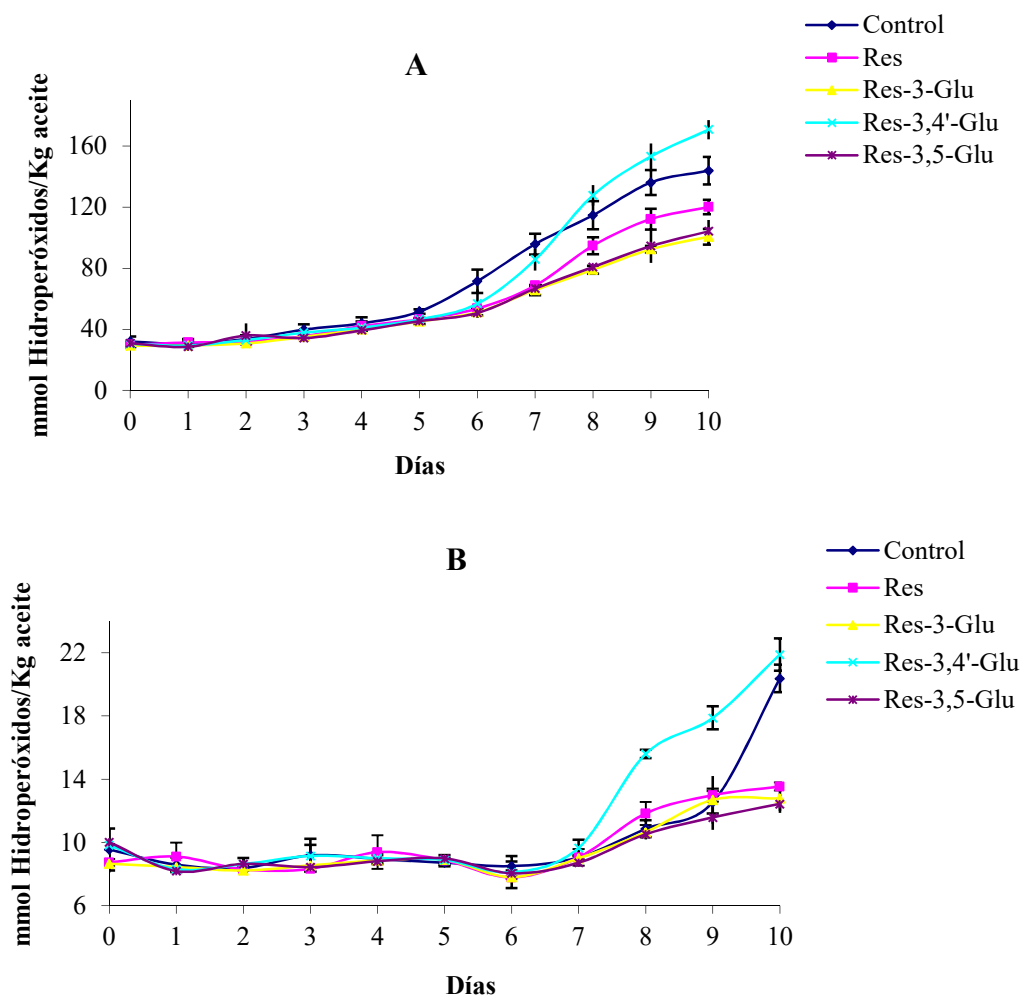 A
Control
Res
Res-3-Glu
Res-3,4'-Glu
Res-3,5-Glu
mmol Hidroperóxidos/Kg aceite
160
120
80
40
0
0 1 2 3 4 5 6 7 8 9 10
Días
B
Control
Res
Res-3-Glu
Res-3,4'-Glu
Res-3,5-Glu
mmol Hidroperóxidos/Kg aceite
22
18
14
10
6
0 1 2 3 4 5 6 7 8 9 10
Días